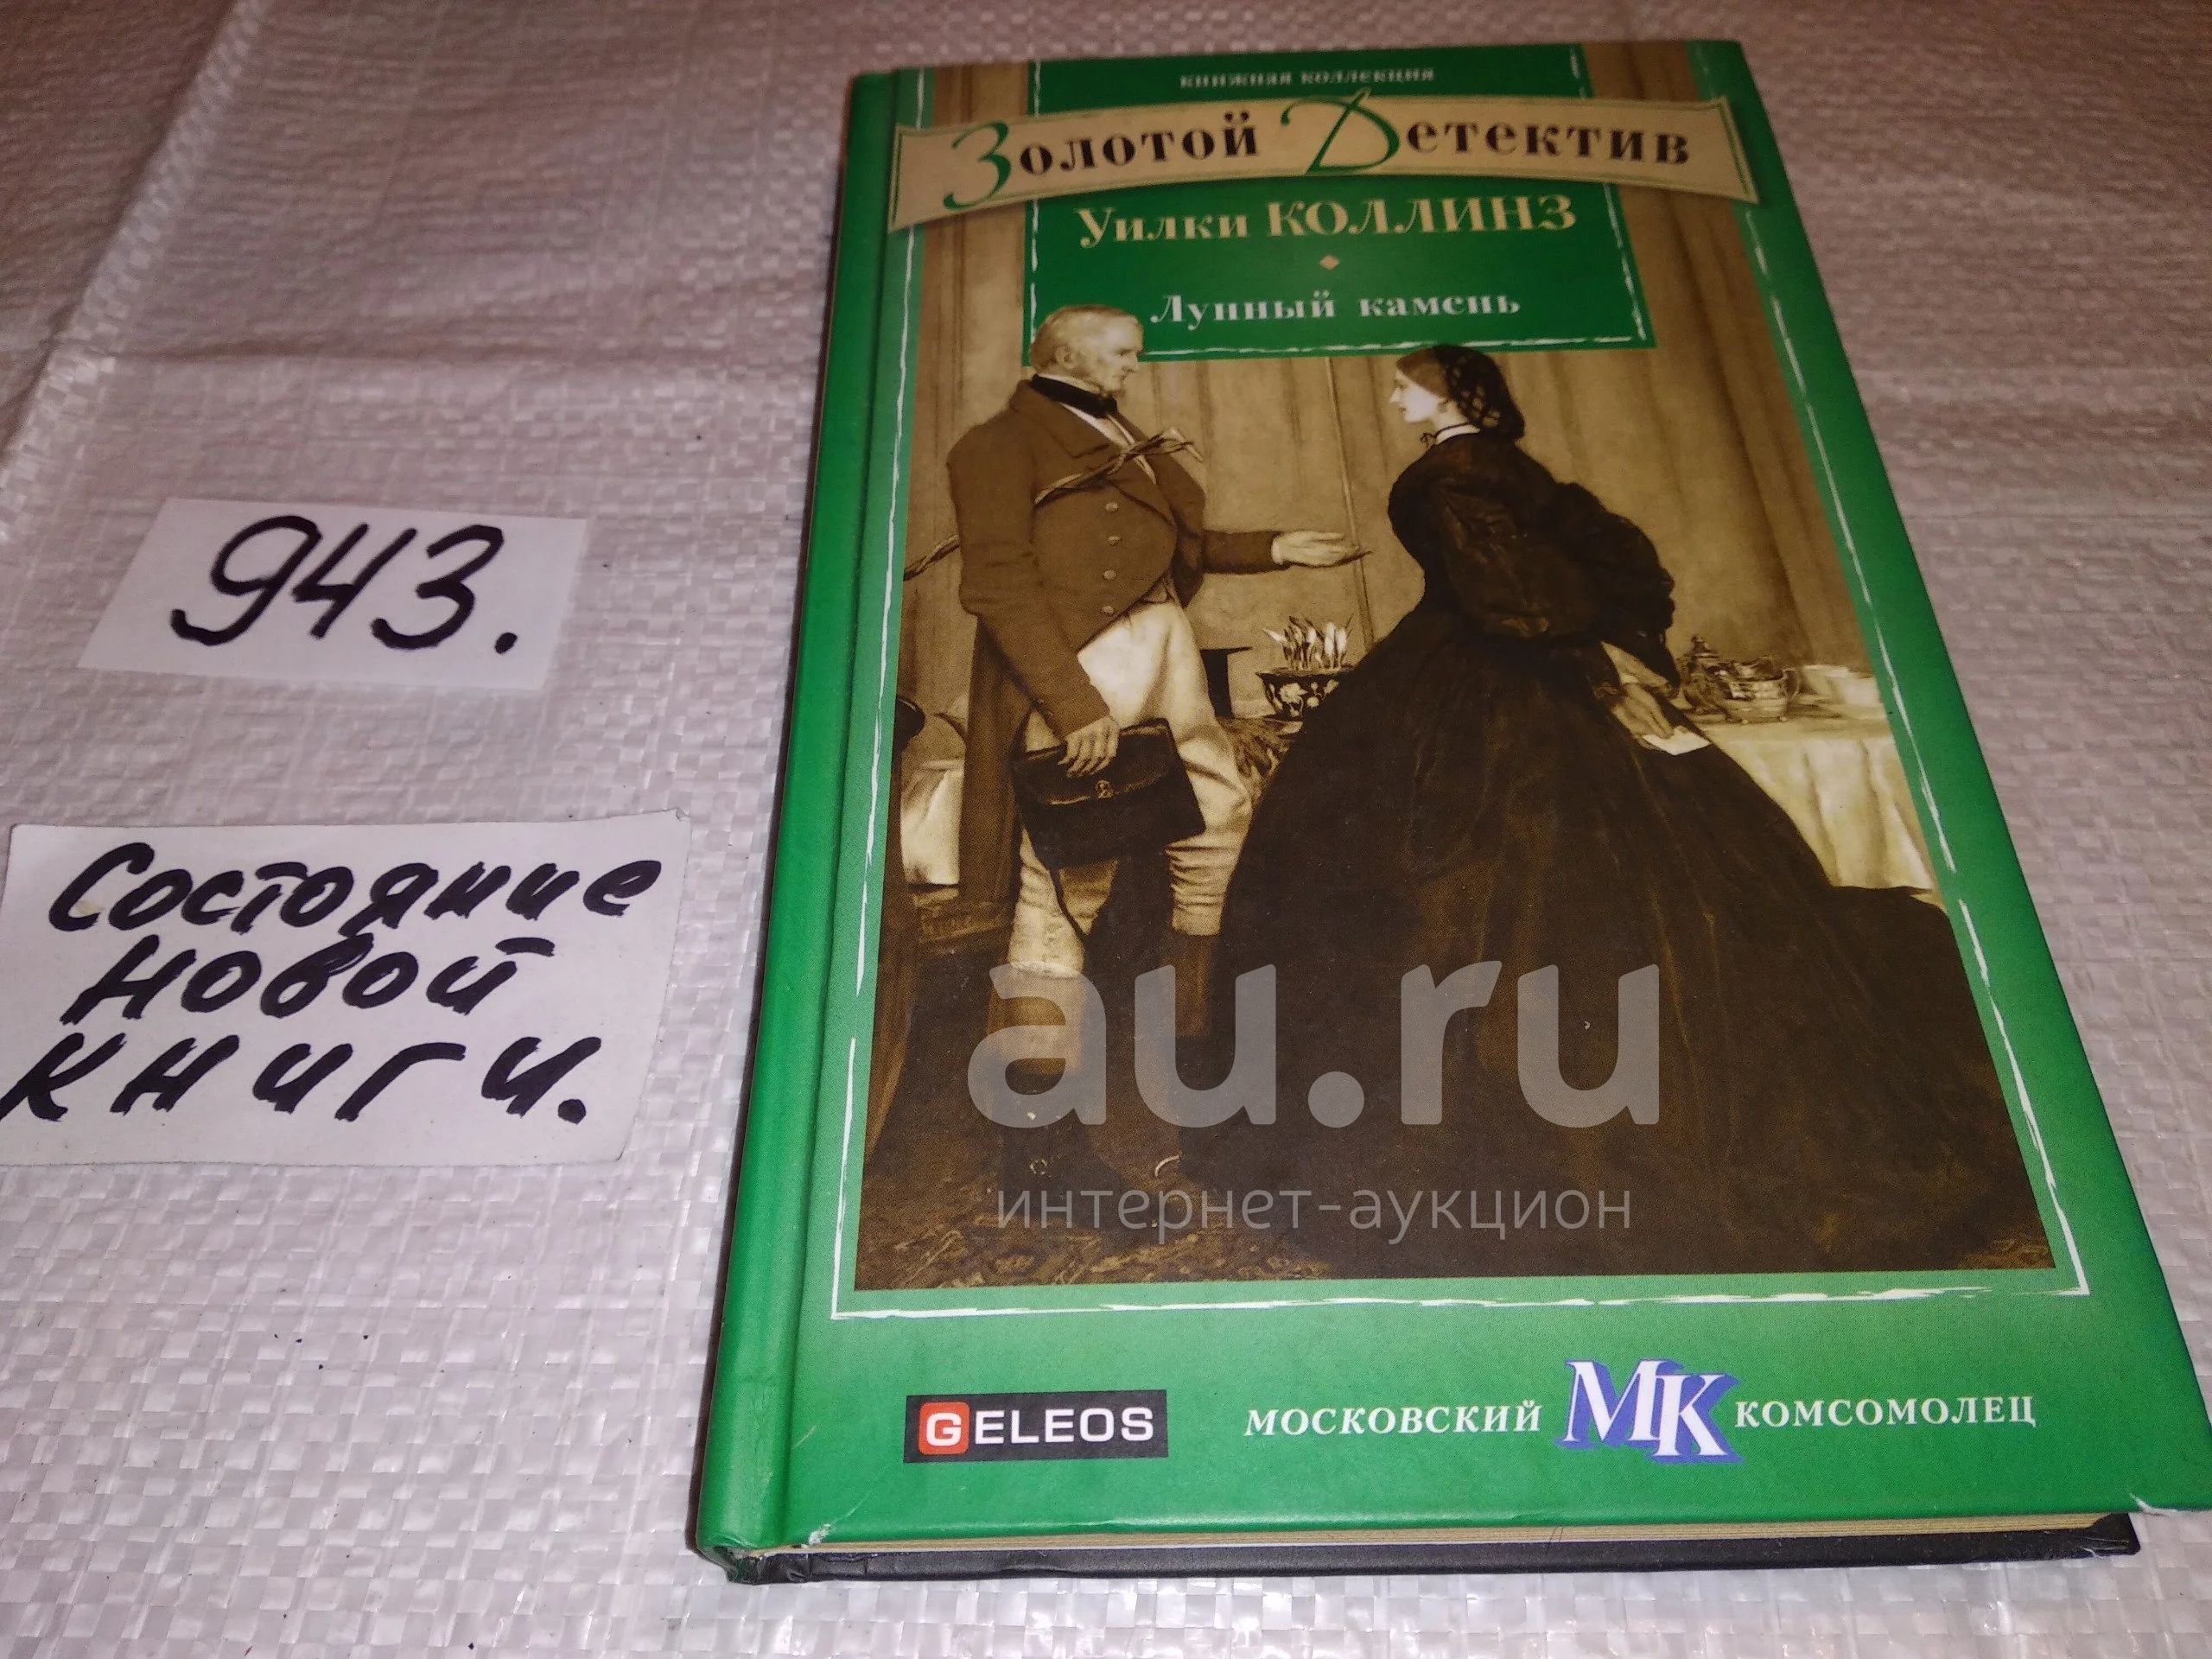 книжная коллекция
Золотой Детектив
Уилки КОЛЛИНЗ
Лунный камень
943.
Состояние
новой
книги.
au.ru
интернет-аукцион
GELEOS
МОСКОВСКИЙ МК КОМСОМОЛЕЦ